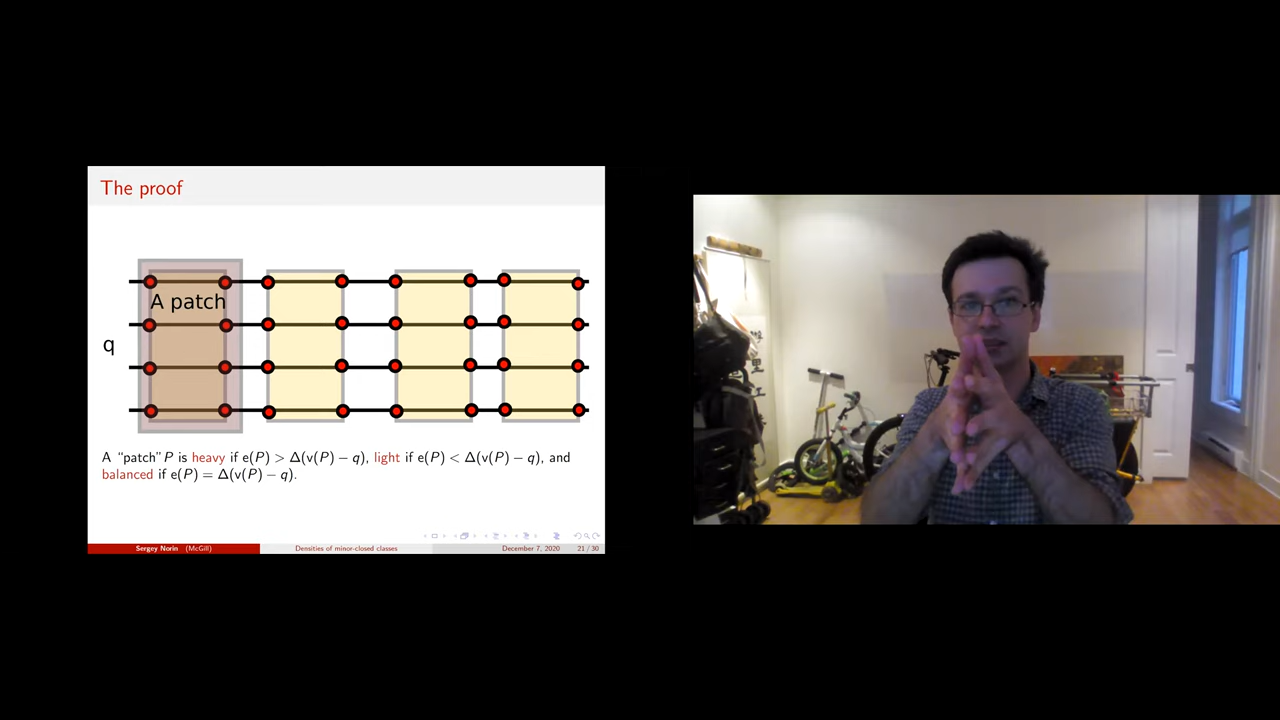 The proof
A patch
q
A “patch” P is heavy if e(P) > Δ(v(P) − q), light if e(P) < Δ(v(P) − q), and
balanced if e(P) = Δ(v(P) − q).
Sergey Norin (McGill) Densities of minor-closed classes December 7, 2020 21 / 30